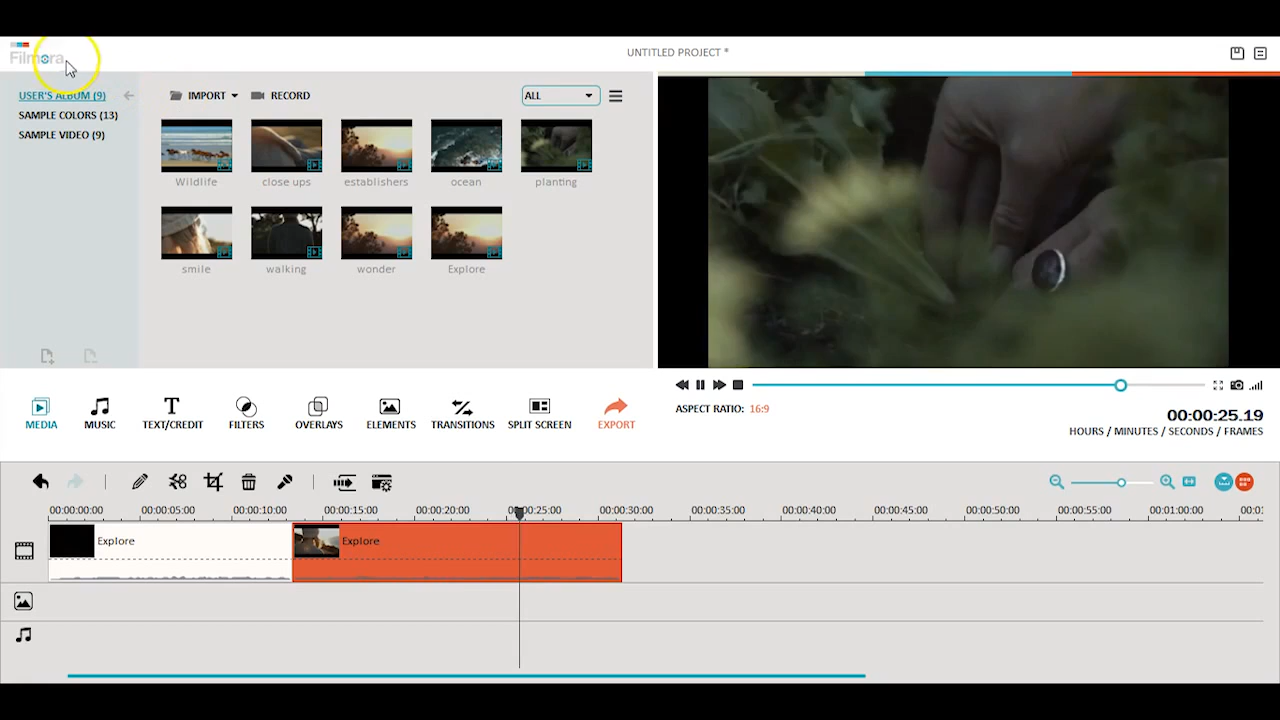 Filmora
UNTITLED PROJECT *
USER'S ALBUM (9)
SAMPLE COLORS (13)
SAMPLE VIDEO (9)
IMPORT
RECORD
ALL
Wildlife
close ups
establishers
ocean
planting
smile
walking
wonder
Explore
ASPECT RATIO: 16:9
00:00:25.19
HOURS / MINUTES / SECONDS / FRAMES
MEDIA
MUSIC
TEXT/CREDIT
FILTERS
OVERLAYS
ELEMENTS
TRANSITIONS
SPLIT SCREEN
EXPORT
00:00:00:00 00:00:05:00 00:00:10:00 00:00:15:00 00:00:20:00 00:00:25:00 00:00:30:00 00:00:35:00 00:00:40:00 00:00:45:00 00:00:50:00 00:00:55:00 00:01:00:00 00:01
Explore
Explore